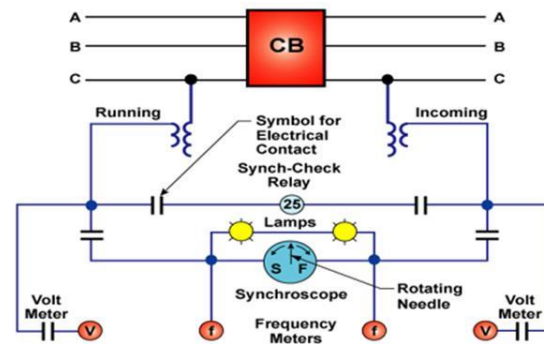 A CB A
B B
C C
Running
Incoming
Symbol for
Electrical
Contact
Synch-Check
Relay
25
Lamps
S F
Synchroscope
Rotating
Needle
Volt
Meter
V
f
Frequency
Meters
f
V
Volt
Meter